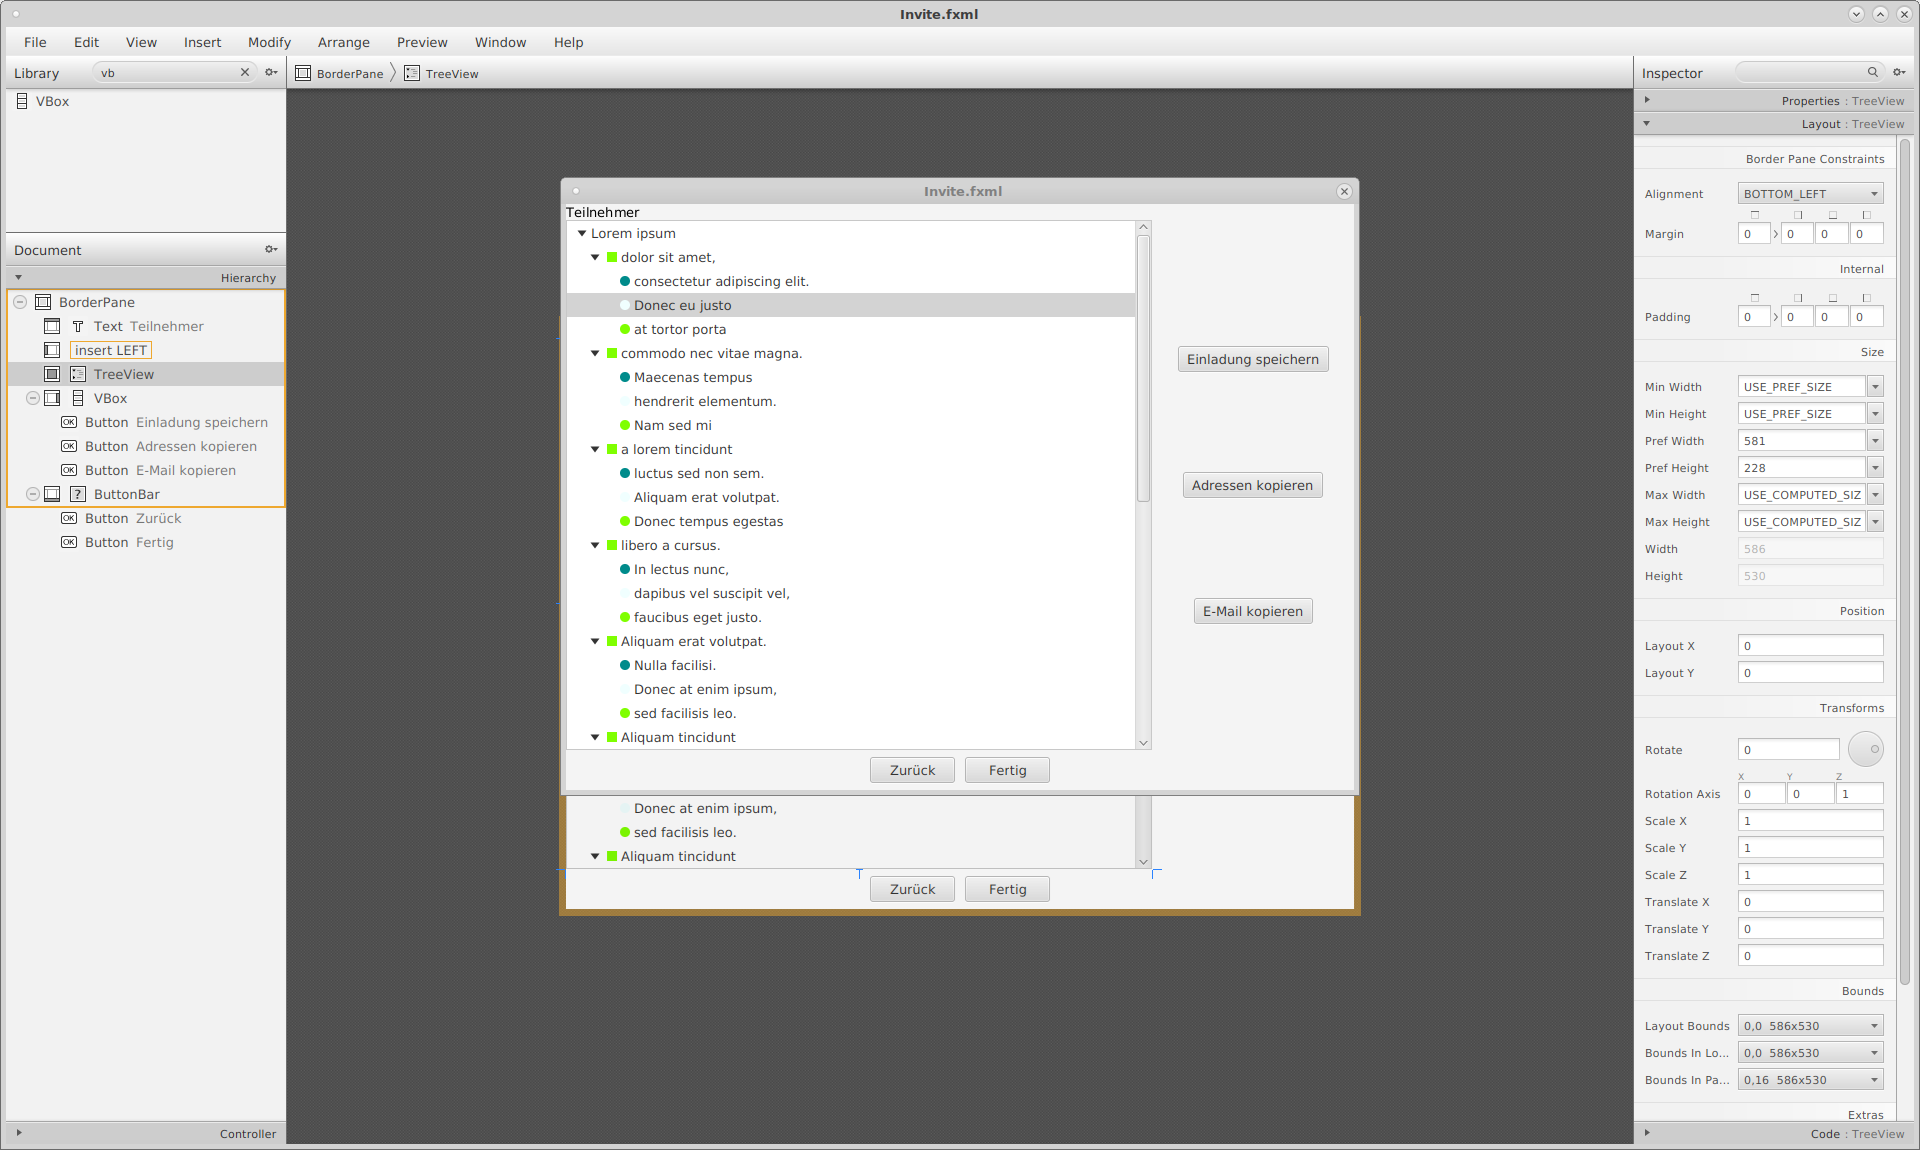 Invite.fxml
File Edit View Insert Modify Arrange Preview Window Help
Library vb
VBox
Document
Hierarchy
BorderPane
Text Teilnehmer
insert LEFT
TreeView
VBox
OK Button Einladung speichern
OK Button Adressen kopieren
OK Button E-Mail kopieren
? ButtonBar
OK Button Zurück
OK Button Fertig
Controller
BorderPane TreeView
Invite.fxml
Teilnehmer
Lorem ipsum
dolor sit amet,
consectetur adipiscing elit.
Donec eu justo
at tortor porta
commodo nec vitae magna.
Maecenas tempus
hendrerit elementum.
Nam sed mi
a lorem tincidunt
luctus sed non sem.
Aliquam erat volutpat.
Donec tempus egestas
libero a cursus.
In lectus nunc,
dapibus vel suscipit vel,
faucibus eget justo.
Aliquam erat volutpat.
Nulla facilisi.
Donec at enim ipsum,
sed facilisis leo.
Aliquam tincidunt
Einladung speichern
Adressen kopieren
E-Mail kopieren
Zurück Fertig
Donec at enim ipsum,
sed facilisis leo.
Aliquam tincidunt
Zurück Fertig
Inspector
Properties : TreeView
Layout : TreeView
Border Pane Constraints
Alignment BOTTOM_LEFT
Margin 0 0 0 0
Internal
Padding 0 0 0 0
Size
Min Width USE_PREF_SIZE
Min Height USE_PREF_SIZE
Pref Width 581
Pref Height 228
Max Width USE_COMPUTED_SIZ
Max Height USE_COMPUTED_SIZ
Width 586
Height 530
Position
Layout X 0
Layout Y 0
Transforms
Rotate 0
X Y Z
Rotation Axis 0 0 1
Scale X 1
Scale Y 1
Scale Z 1
Translate X 0
Translate Y 0
Translate Z 0
Bounds
Layout Bounds 0,0 586x530
Bounds In Lo... 0,0 586x530
Bounds In Pa... 0,16 586x530
Extras
Code : TreeView